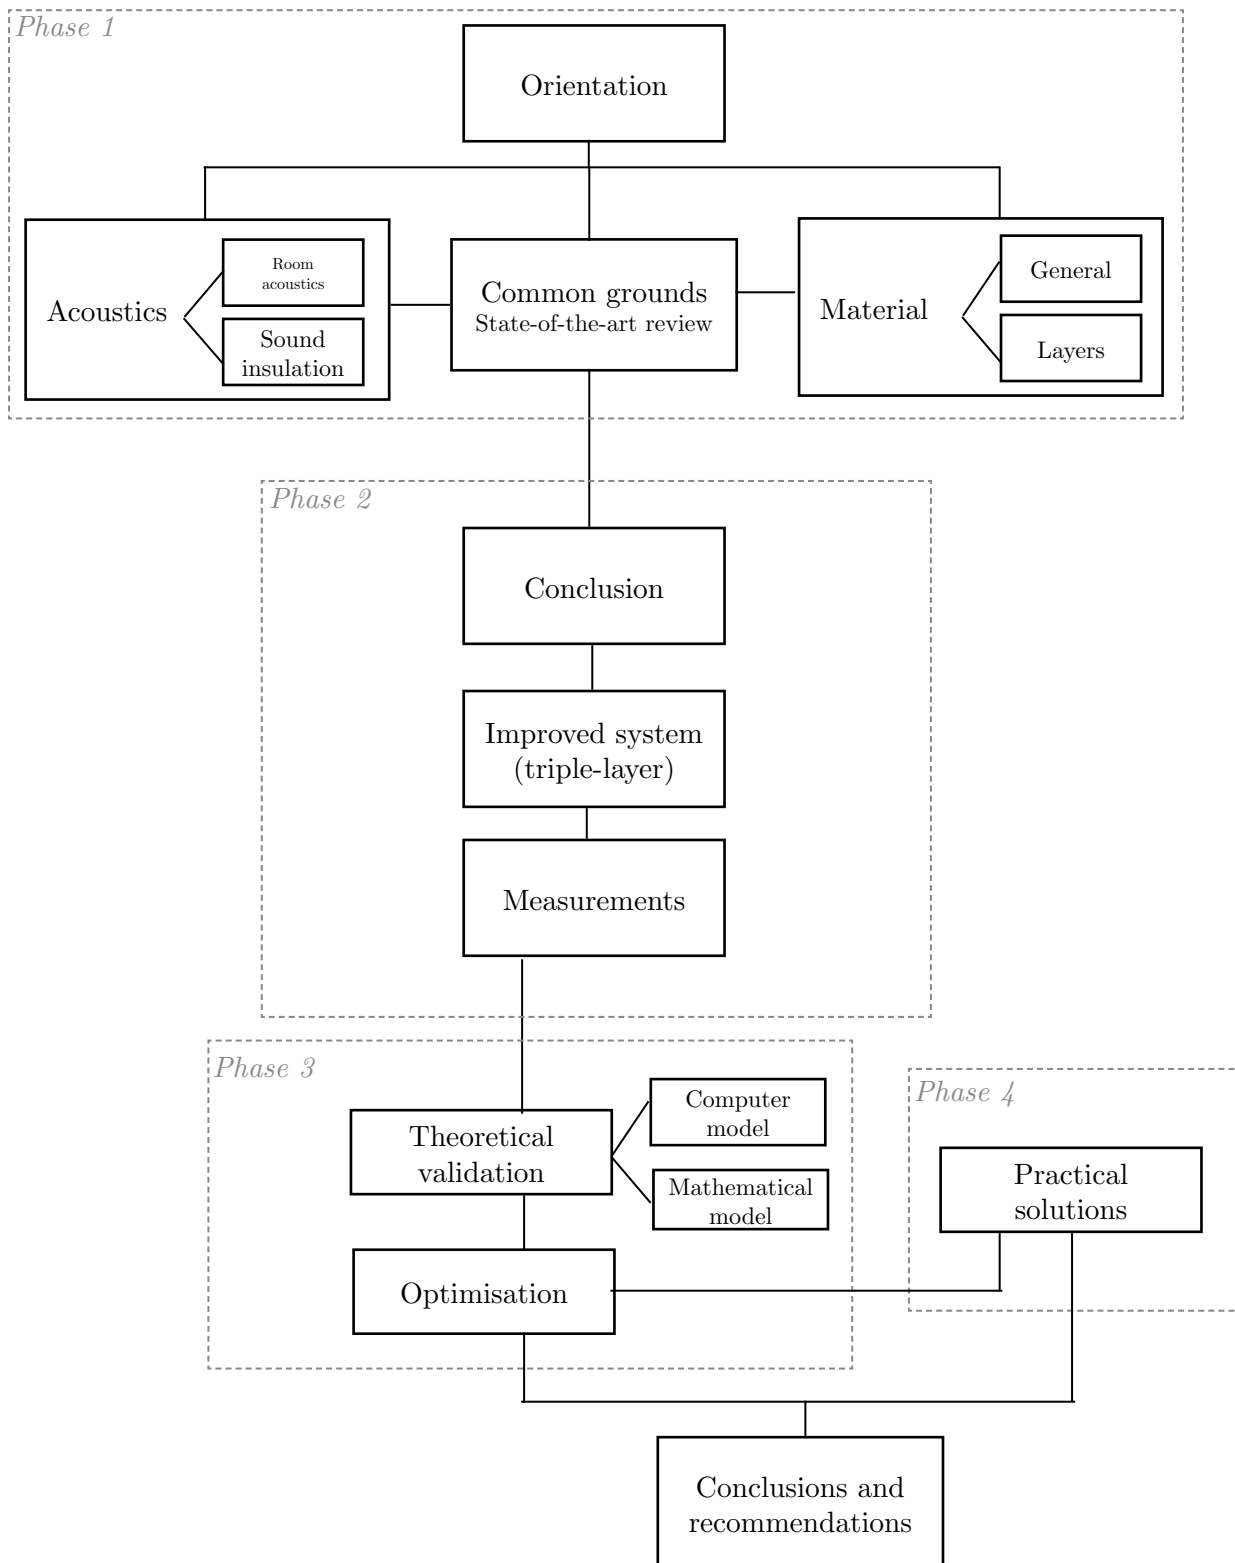 Phase 1
Orientation
Acoustics
Room
acoustics
Sound
insulation
Common grounds
State-of-the-art review
Material
General
Layers
Phase 2
Conclusion
Improved system
(triple-layer)
Measurements
Phase 3
Theoretical
validation
Computer
model
Mathematical
model
Optimisation
Phase 4
Practical
solutions
Conclusions and
recommendations